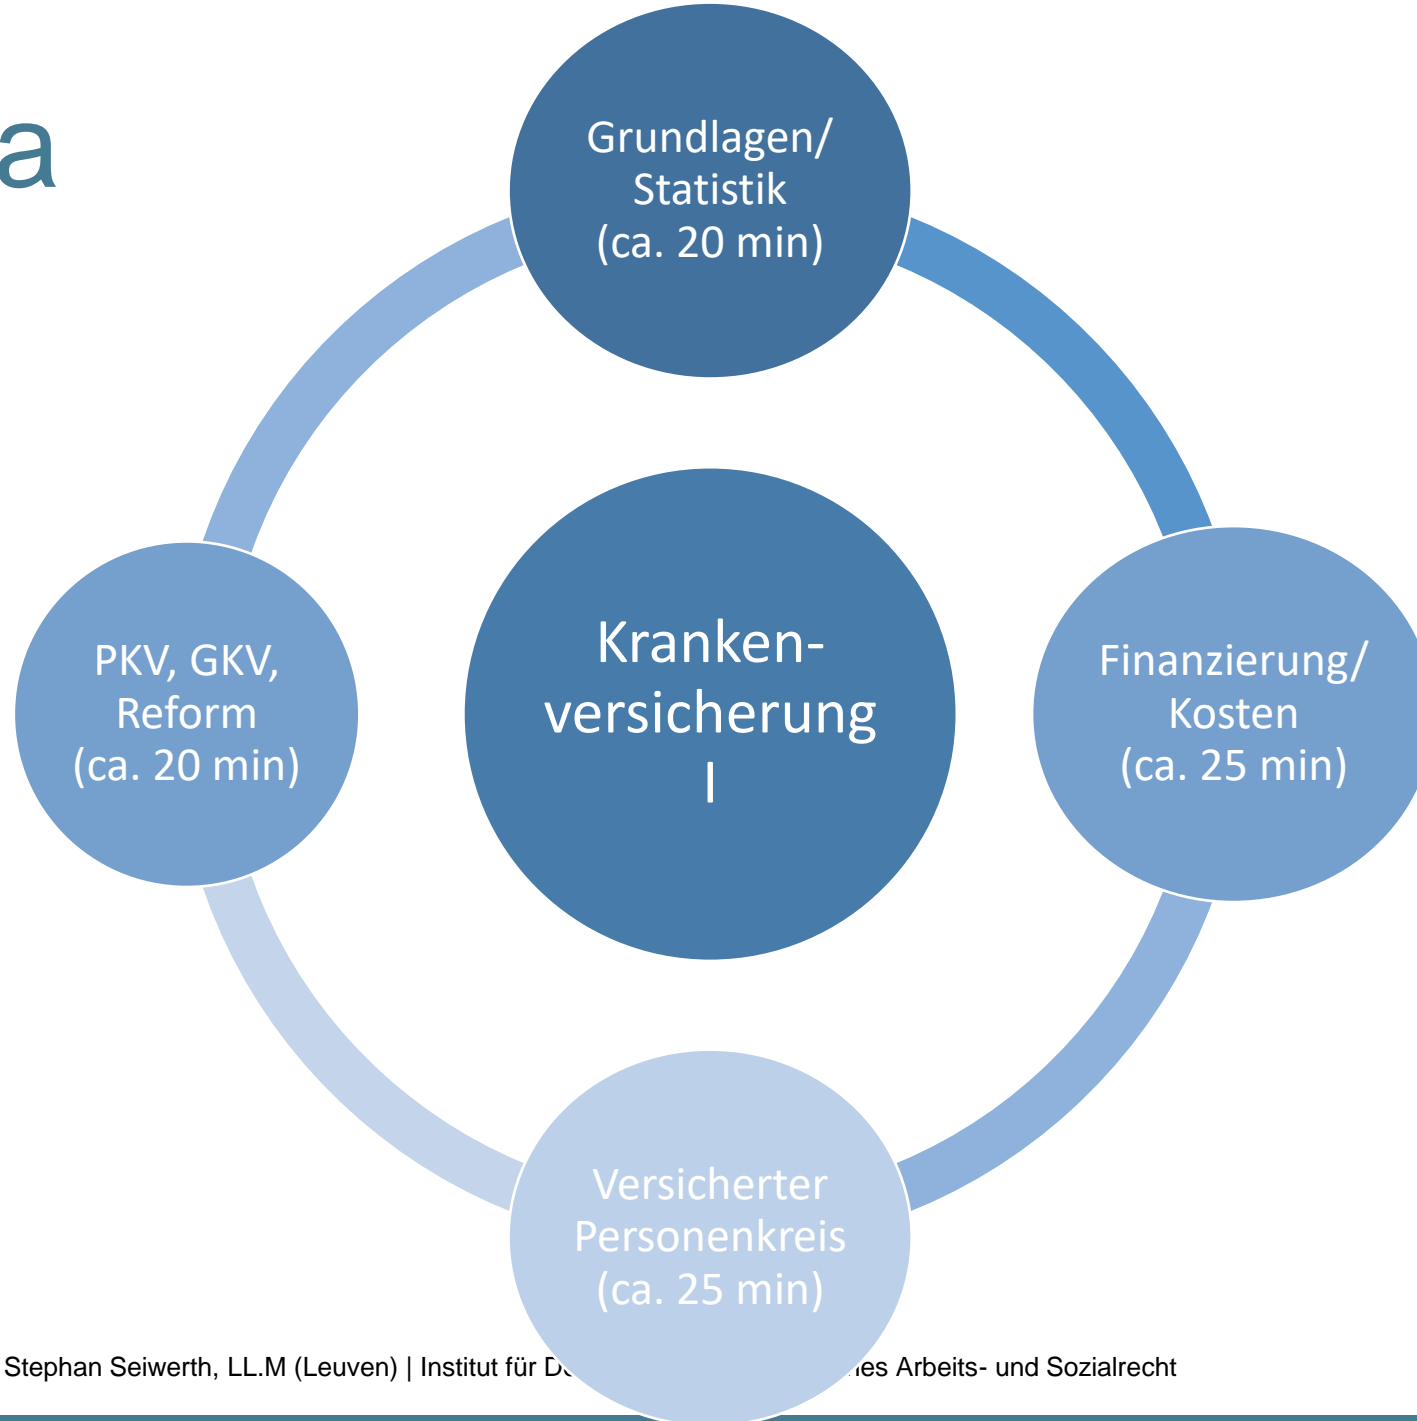 a
Grundlagen/
Statistik
(ca. 20 min)
Kranken-
versicherung
I
PKV, GKV,
Reform
(ca. 20 min)
Finanzierung/
Kosten
(ca. 25 min)
Versicherter
Personenkreis
(ca. 25 min)
Stephan Seiwerth, LL.M (Leuven) | Institut für Arbeits- und Sozialrecht